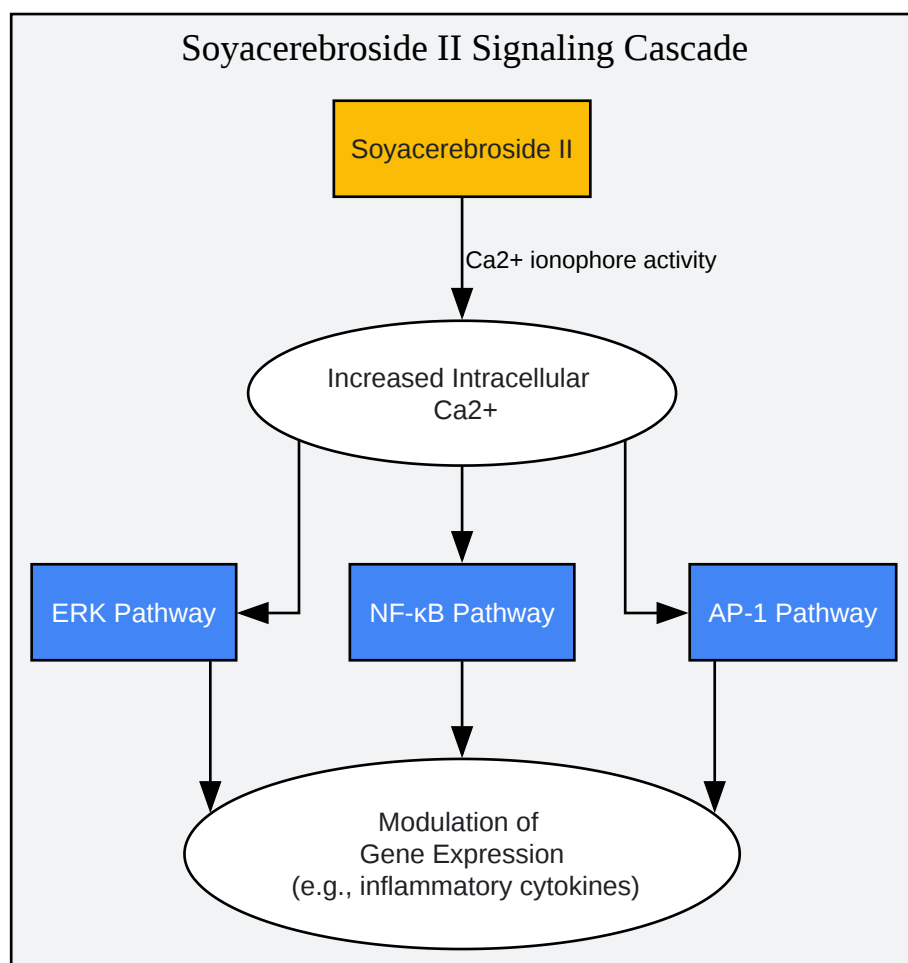 Soyacerebroside II Signaling Cascade
Soyacerebroside II
Ca2+ ionophore activity
Increased Intracellular
Ca2+
ERK Pathway
NF-κB Pathway
AP-1 Pathway
Modulation of
Gene Expression
(e.g., inflammatory cytokines)